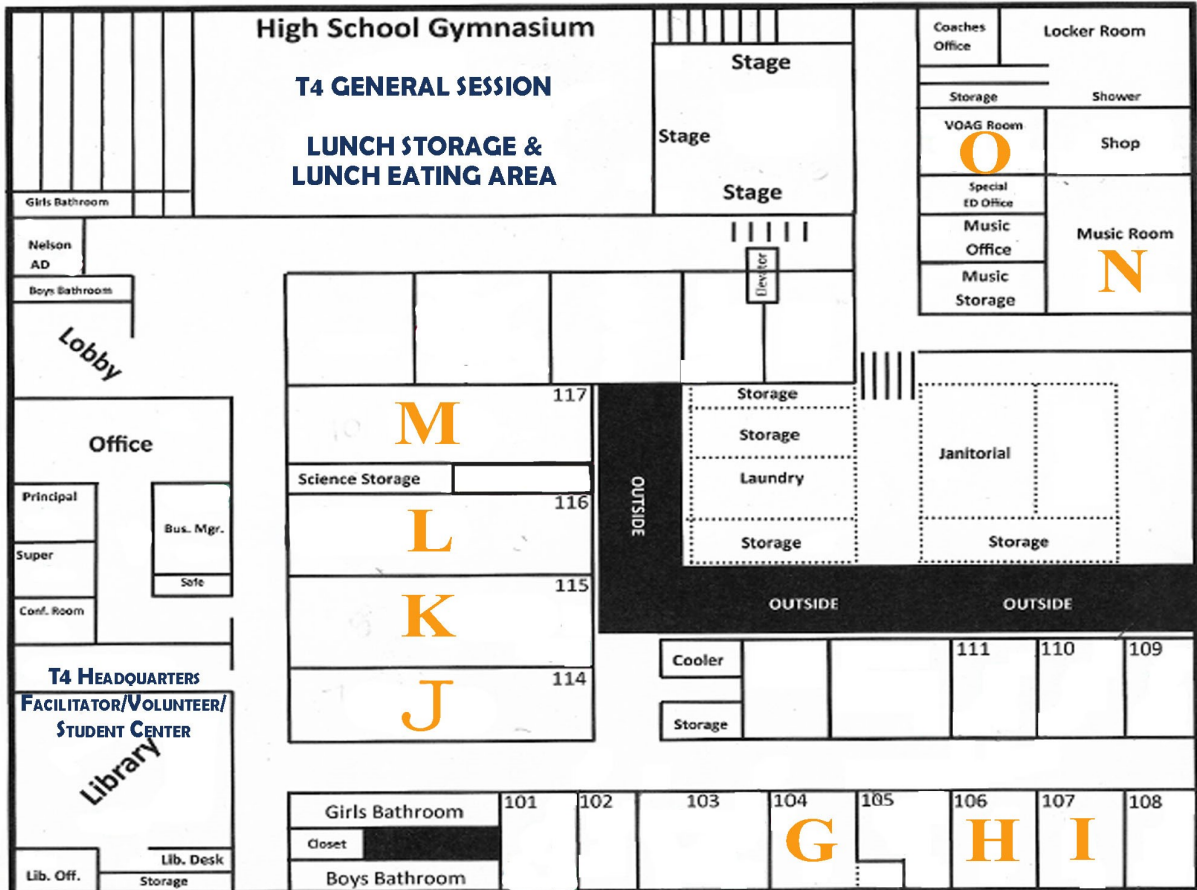 High School Gymnasium
T4 GENERAL SESSION
LUNCH STORAGE &
LUNCH EATING AREA
Stage
Stage
Stage
Coaches
Office
Locker Room
Storage
Shower
VOAG Room
O
Shop
Special
ED Office
Music
Office
Music
Storage
Music Room
N
Girls Bathroom
Nelson
AD
Boys Bathroom
Lobby
Elevator
Office
Principal
Super
Conf. Room
Bus. Mgr.
Safe
117
M
Science Storage
116
L
115
K
114
J
OUTSIDE
Storage
Storage
Laundry
Storage
Janitorial
Storage
OUTSIDE
OUTSIDE
T4 HEADQUARTERS
FACILITATOR/VOLUNTEER/
STUDENT CENTER
Library
Lib. Off.
Lib. Desk
Storage
Cooler
Storage
111
110
109
Girls Bathroom
Closet
Boys Bathroom
101
102
103
104
G
105
106
H
107
I
108